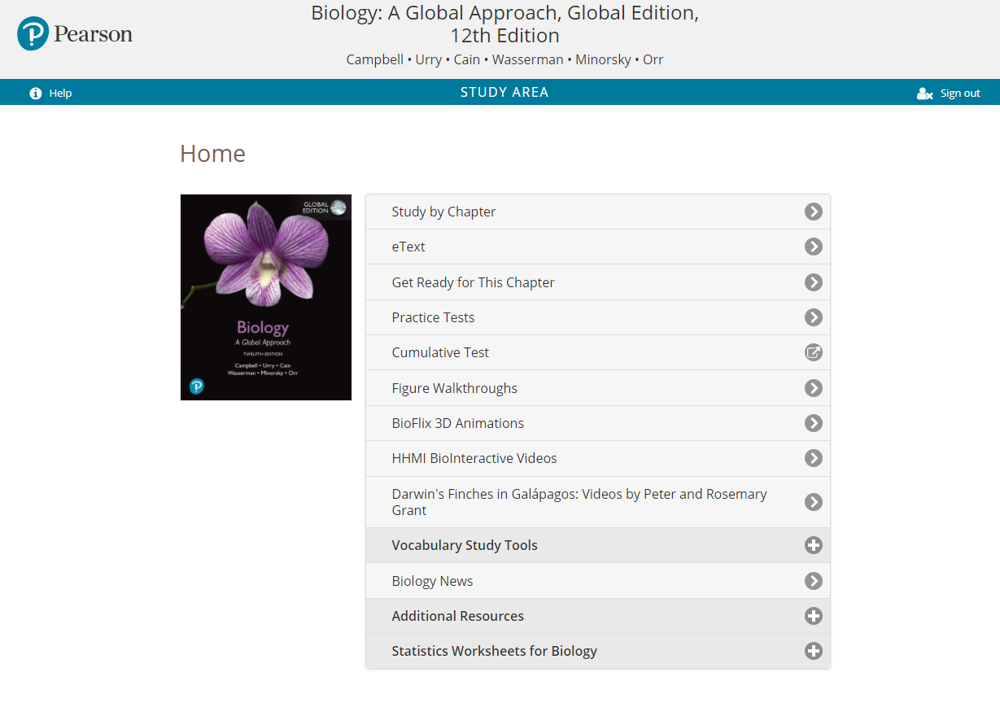 Pearson
Biology: A Global Approach, Global Edition,
12th Edition
Campbell • Urry • Cain • Wasserman • Minorsky • Orr
Help
STUDY AREA
Sign out
Home
GLOBAL
EDITION
Biology
A Global Approach
TWELFTH EDITION
Campbell • Urry • Cain
Wasserman • Minorsky • Orr
Study by Chapter
eText
Get Ready for This Chapter
Practice Tests
Cumulative Test
Figure Walkthroughs
BioFlix 3D Animations
HHMI BioInteractive Videos
Darwin's Finches in Galápagos: Videos by Peter and Rosemary
Grant
Vocabulary Study Tools
Biology News
Additional Resources
Statistics Worksheets for Biology